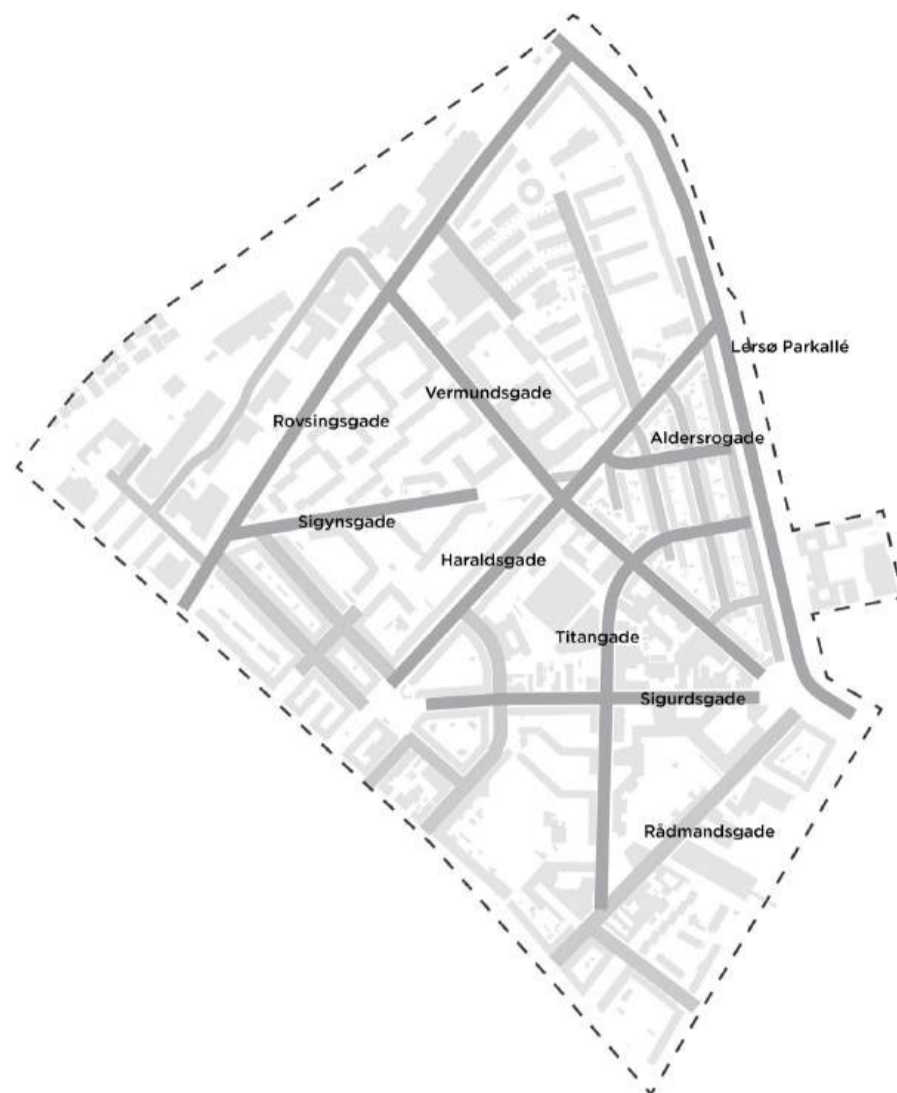 Lersø Parkallé
Vermundsgade
Rovsingsgade
Aldersrogade
Sigynsgade
Haraldsgade
Titangade
Sigurdsgade
Rådmandsgade